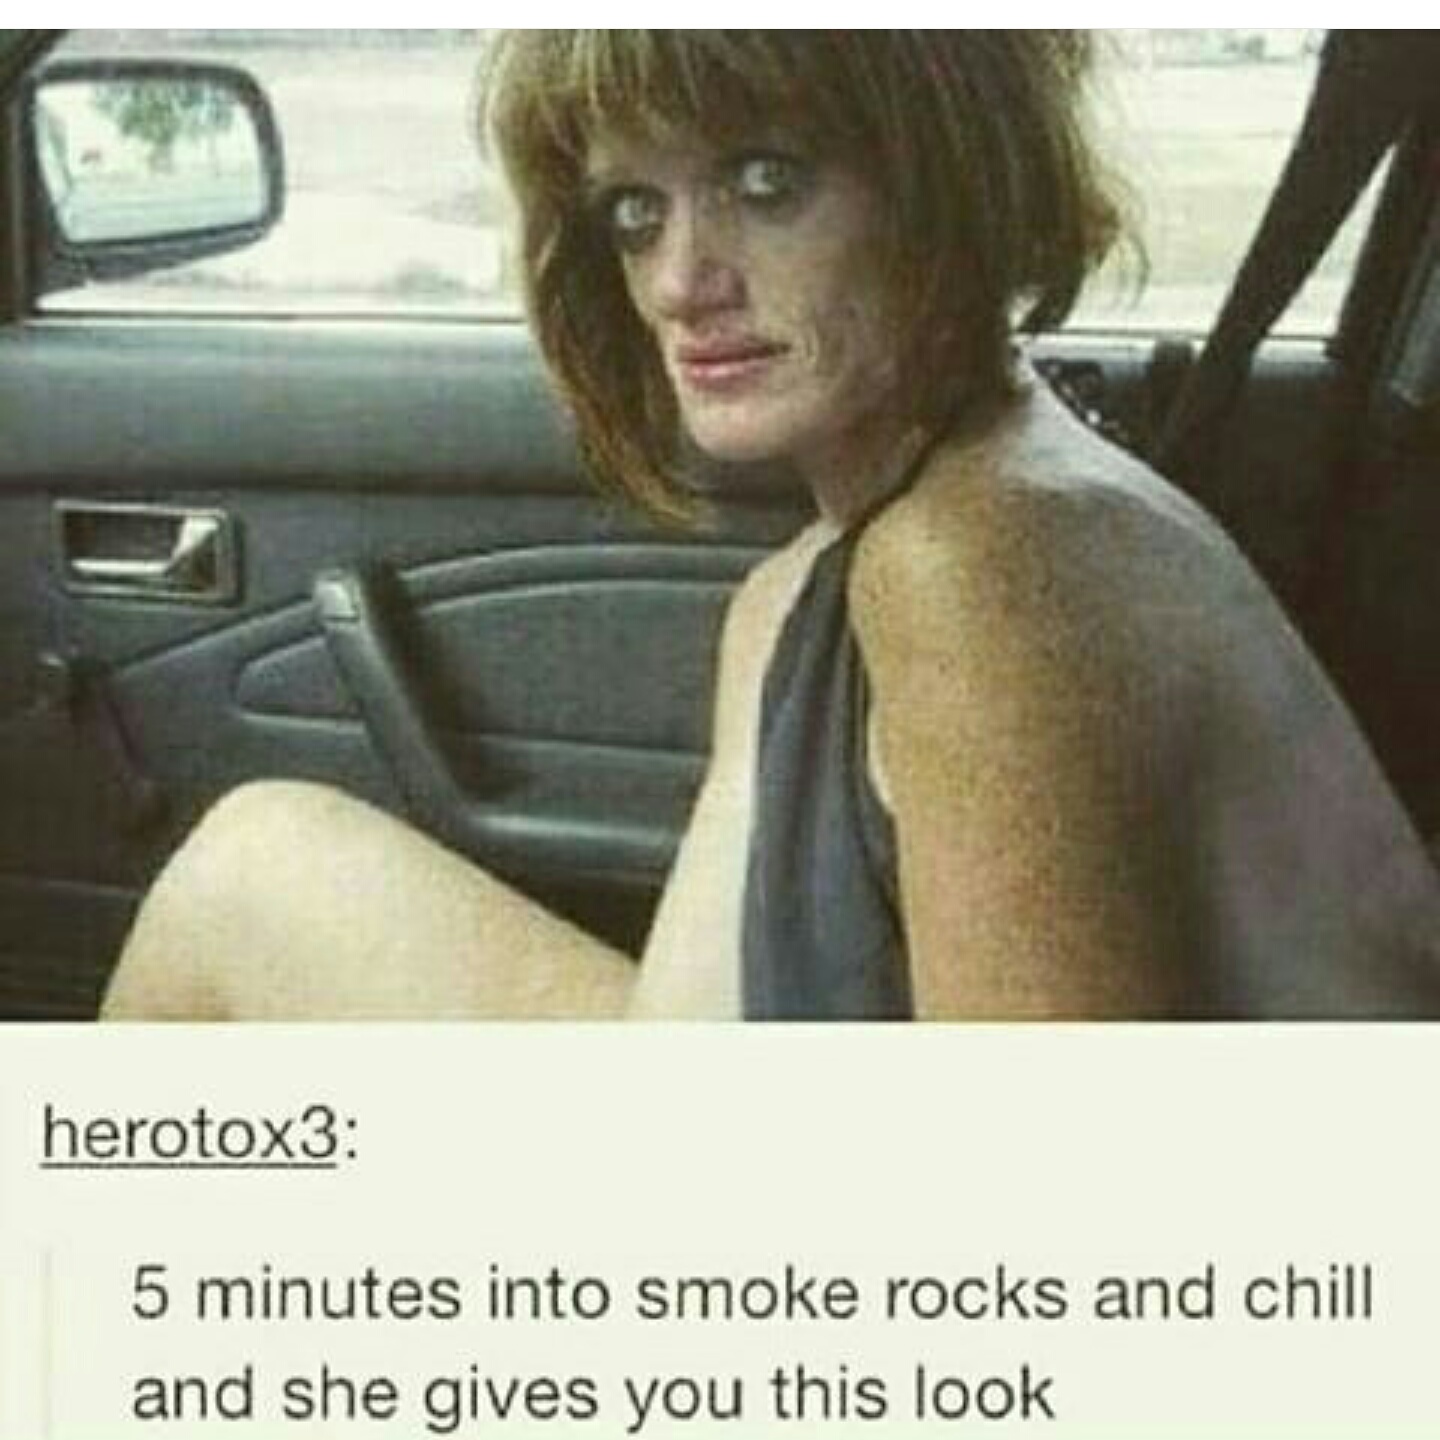 herotox3:
5 minutes into smoke rocks and chill
and she gives you this look